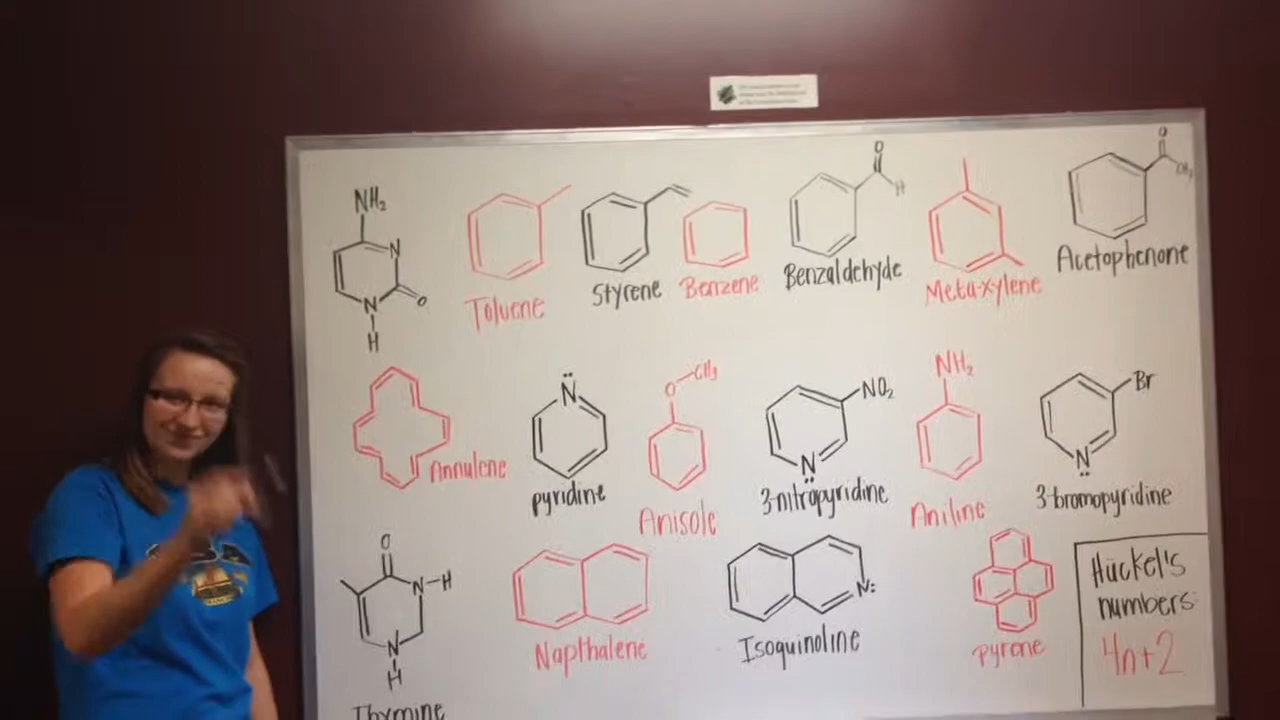 NH₂
N
O
N
H
Toluene
Styrene
Benzene
O
H
Benzaldehyde
Meta-xylene
O
CH₃
Acetophenone
Annulene
N
pyridine
O-CH₃
Anisole
NO₂
N
3-nitropyridine
NH₂
Aniline
Br
N
3-bromopyridine
O
N-H
N
H
Thymine
Napthalene
N:
Isoquinoline
pyrene
Hückel's
numbers:
4n+2